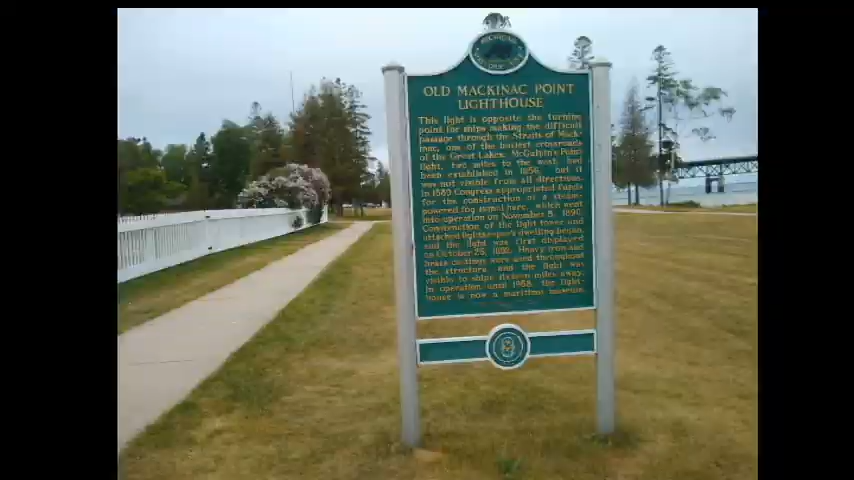 MICHIGAN
OLD MACKINAC POINT
LIGHTHOUSE
This light is opposite the turning
point for ships making the difficult
passage through the Straits of Mack-
inac, one of the busiest crossroads
of the Great Lakes. McGulpin's Point
light, two miles to the west, had
been established in 1856, but it
was not visible from all directions.
In 1889 Congress appropriated funds
for the construction of a steam-
powered fog signal here, which went
into operation on November 5, 1890.
Construction of the light tower and
attached lightkeeper's dwelling began,
and the light was first displayed
on October 25, 1892. Heavy iron and
brass castings were used throughout
the structure, and the light was
visible to ships sixteen miles away.
In operation until 1958, the light-
house is now a maritime museum.